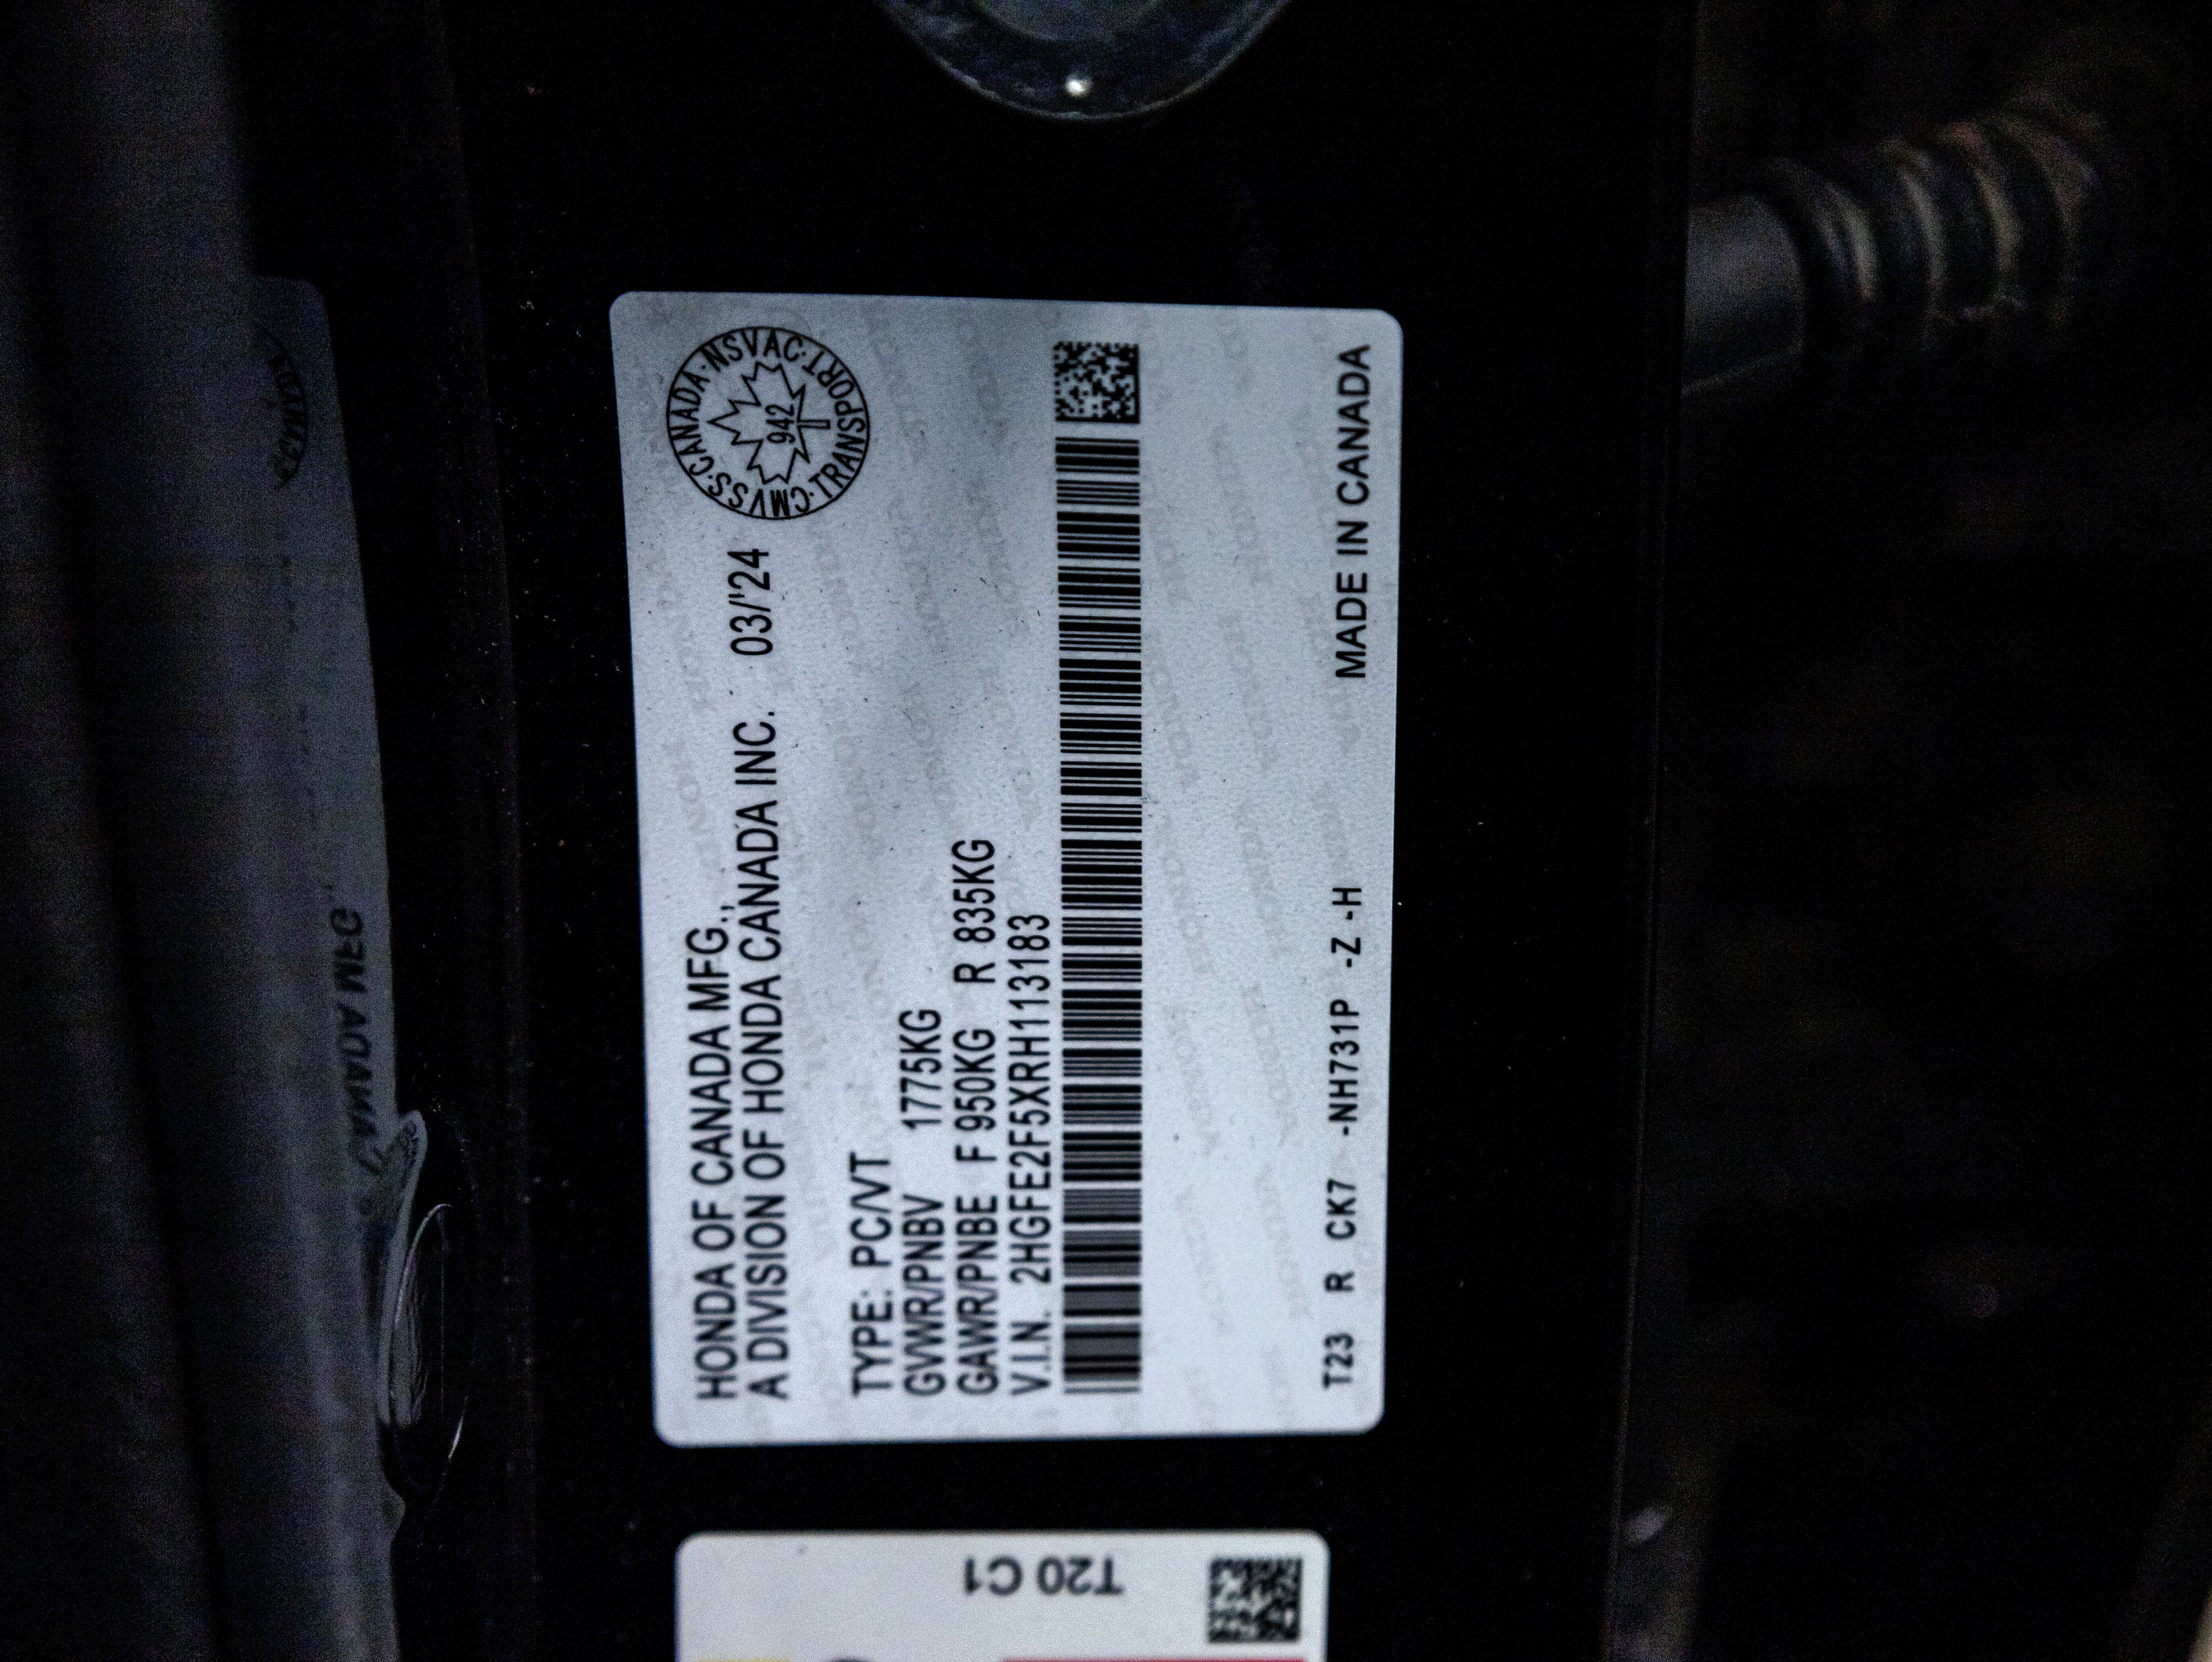 HONDA OF CANADA MFG.,
A DIVISION OF HONDA CANADA INC. 03/'24
CMVSS·CANADA·NSVAC·TRANSPORT·
942
TYPE: PC/VT
GVWR/PNBV 1775KG
GAWR/PNBE F 950KG R 835KG
V.I.N. 2HGFE2F5XRH113183
T23 R CK7 -NH731P -Z -H MADE IN CANADA
T20 C1